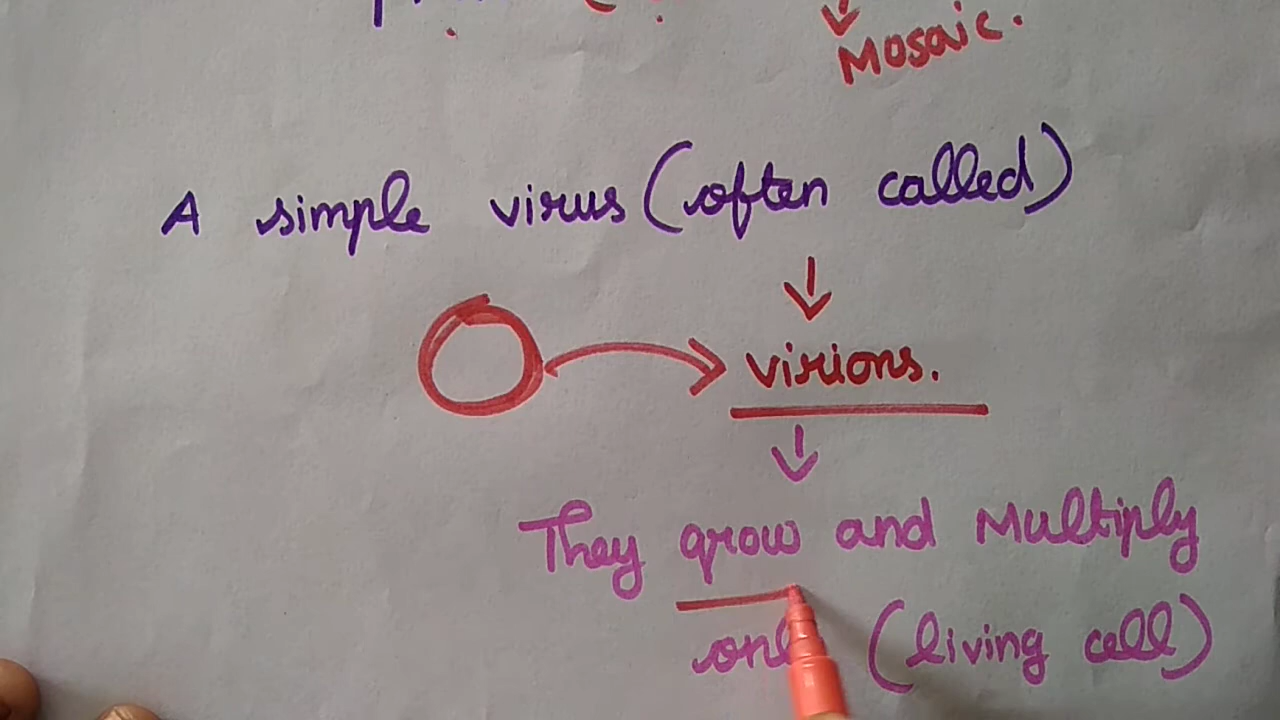 Mosaic.
A simple virus (often called)
virions.
They grow and Multiply
(living cell)